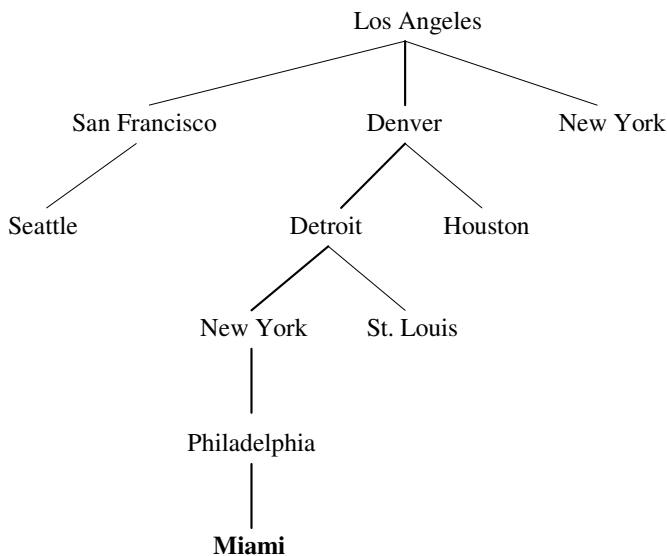 Los Angeles
San Francisco Denver New York
Seattle Detroit Houston
New York St. Louis
Philadelphia
Miami